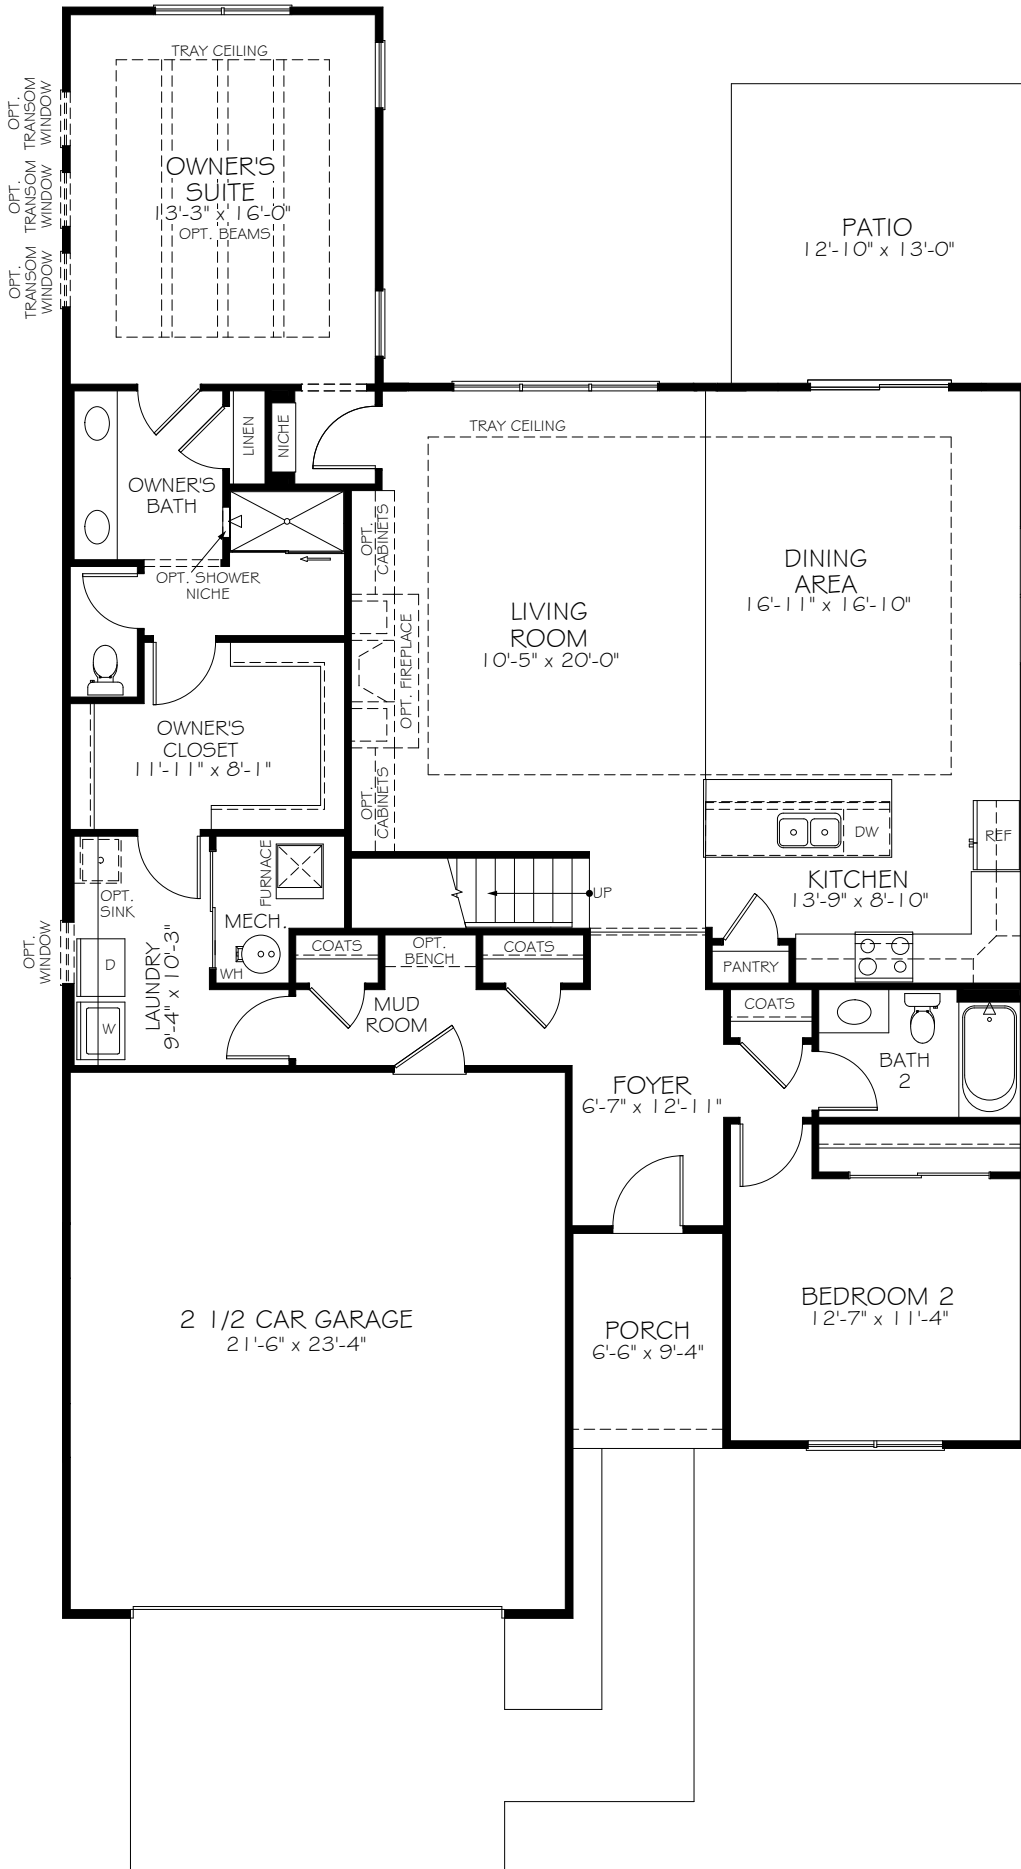 TRAY CEILING
OPT.
TRANSOM
WINDOW
OPT.
TRANSOM
WINDOW
OPT.
TRANSOM
WINDOW
OWNER'S
SUITE
13'-3" x 16'-0"
OPT. BEAMS
PATIO
12'-10" x 13'-0"
LINEN
NICHE
TRAY CEILING
OWNER'S
BATH
OPT.
CABINETS
OPT. SHOWER
NICHE
DINING
AREA
16'-11" x 16'-10"
LIVING
ROOM
10'-5" x 20'-0"
OPT. FIREPLACE
OWNER'S
CLOSET
11'-11" x 8'-1"
OPT.
CABINETS
DW
REF
FURNACE
OPT.
SINK
UP
KITCHEN
13'-9" x 8'-10"
MECH.
OPT.
WINDOW
D
LAUNDRY
9'-4" x 10'-3"
WH
COATS
OPT.
BENCH
COATS
PANTRY
W
MUD
ROOM
COATS
BATH
2
FOYER
6'-7" x 12'-11"
BEDROOM 2
12'-7" x 11'-4"
2 1/2 CAR GARAGE
21'-6" x 23'-4"
PORCH
6'-6" x 9'-4"